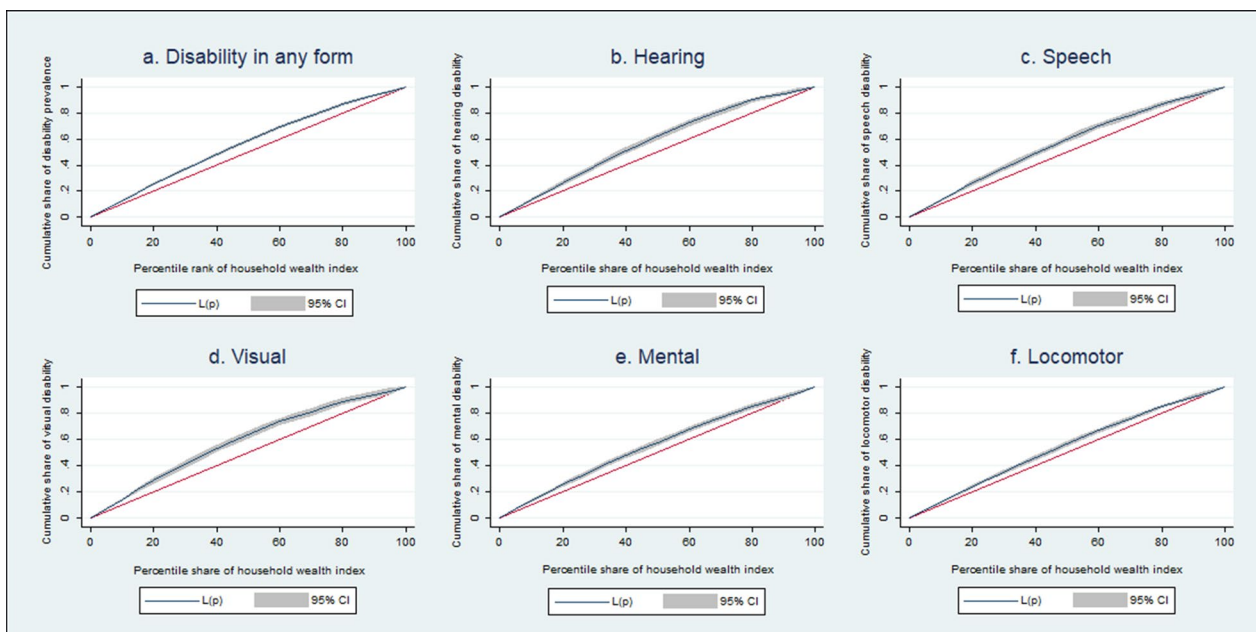 a. Disability in any form
Cumulative share of disability prevalence
0 .2 .4 .6 .8 1
0 20 40 60 80 100
Percentile rank of household wealth index
L(p) 95% CI
b. Hearing
Cumulative share of hearing disability
0 .2 .4 .6 .8 1
0 20 40 60 80 100
Percentile share of household wealth index
L(p) 95% CI
c. Speech
Cumulative share of speech disability
0 .2 .4 .6 .8 1
0 20 40 60 80 100
Percentile share of household wealth index
L(p) 95% CI
d. Visual
Cumulative share of visual disability
0 .2 .4 .6 .8 1
0 20 40 60 80 100
Percentile share of household wealth index
L(p) 95% CI
e. Mental
Cumulative share of mental disability
0 .2 .4 .6 .8 1
0 20 40 60 80 100
Percentile share of household wealth index
L(p) 95% CI
f. Locomotor
Cumulative share of locomotor disability
0 .2 .4 .6 .8 1
0 20 40 60 80 100
Percentile share of household wealth index
L(p) 95% CI